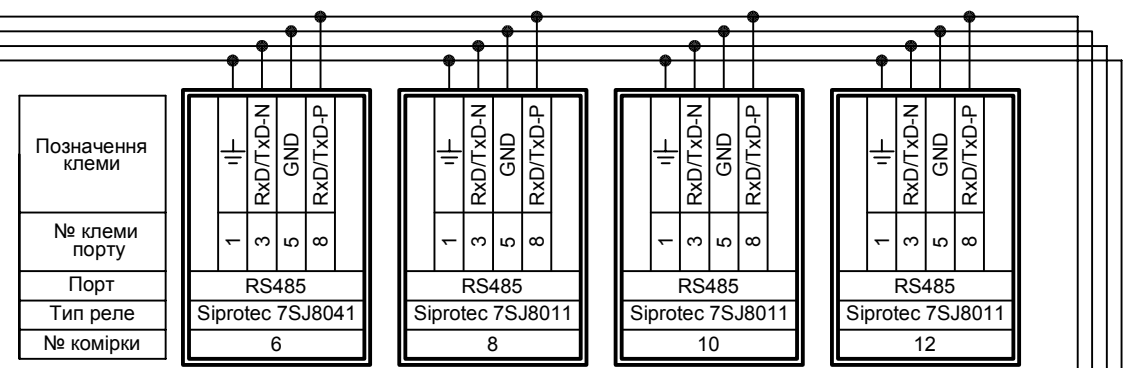 Позначення
клеми
RxD/TxD-N
GND
RxD/TxD-P
RxD/TxD-N
GND
RxD/TxD-P
RxD/TxD-N
GND
RxD/TxD-P
RxD/TxD-N
GND
RxD/TxD-P
№ клеми
порту
1 3 5 8
1 3 5 8
1 3 5 8
1 3 5 8
Порт
RS485
RS485
RS485
RS485
Тип реле
Siprotec 7SJ8041
Siprotec 7SJ8011
Siprotec 7SJ8011
Siprotec 7SJ8011
№ комірки
6
8
10
12